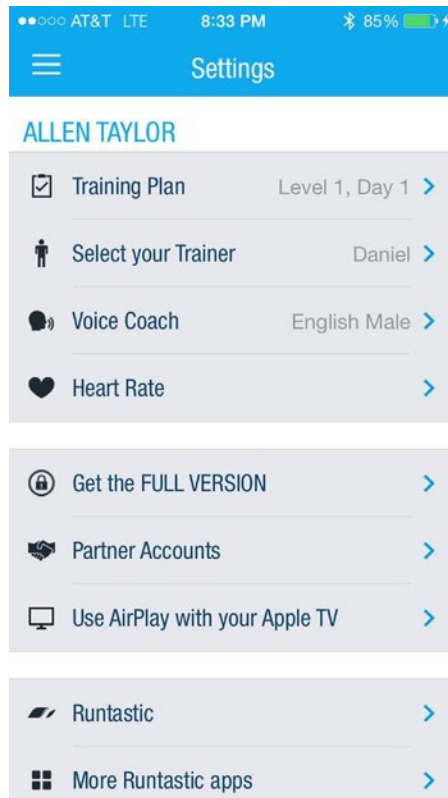 AT&T LTE 8:33 PM 85%
Settings
ALLEN TAYLOR
Training Plan Level 1, Day 1
Select your Trainer Daniel
Voice Coach English Male
Heart Rate
Get the FULL VERSION
Partner Accounts
Use AirPlay with your Apple TV
Runtastic
More Runtastic apps